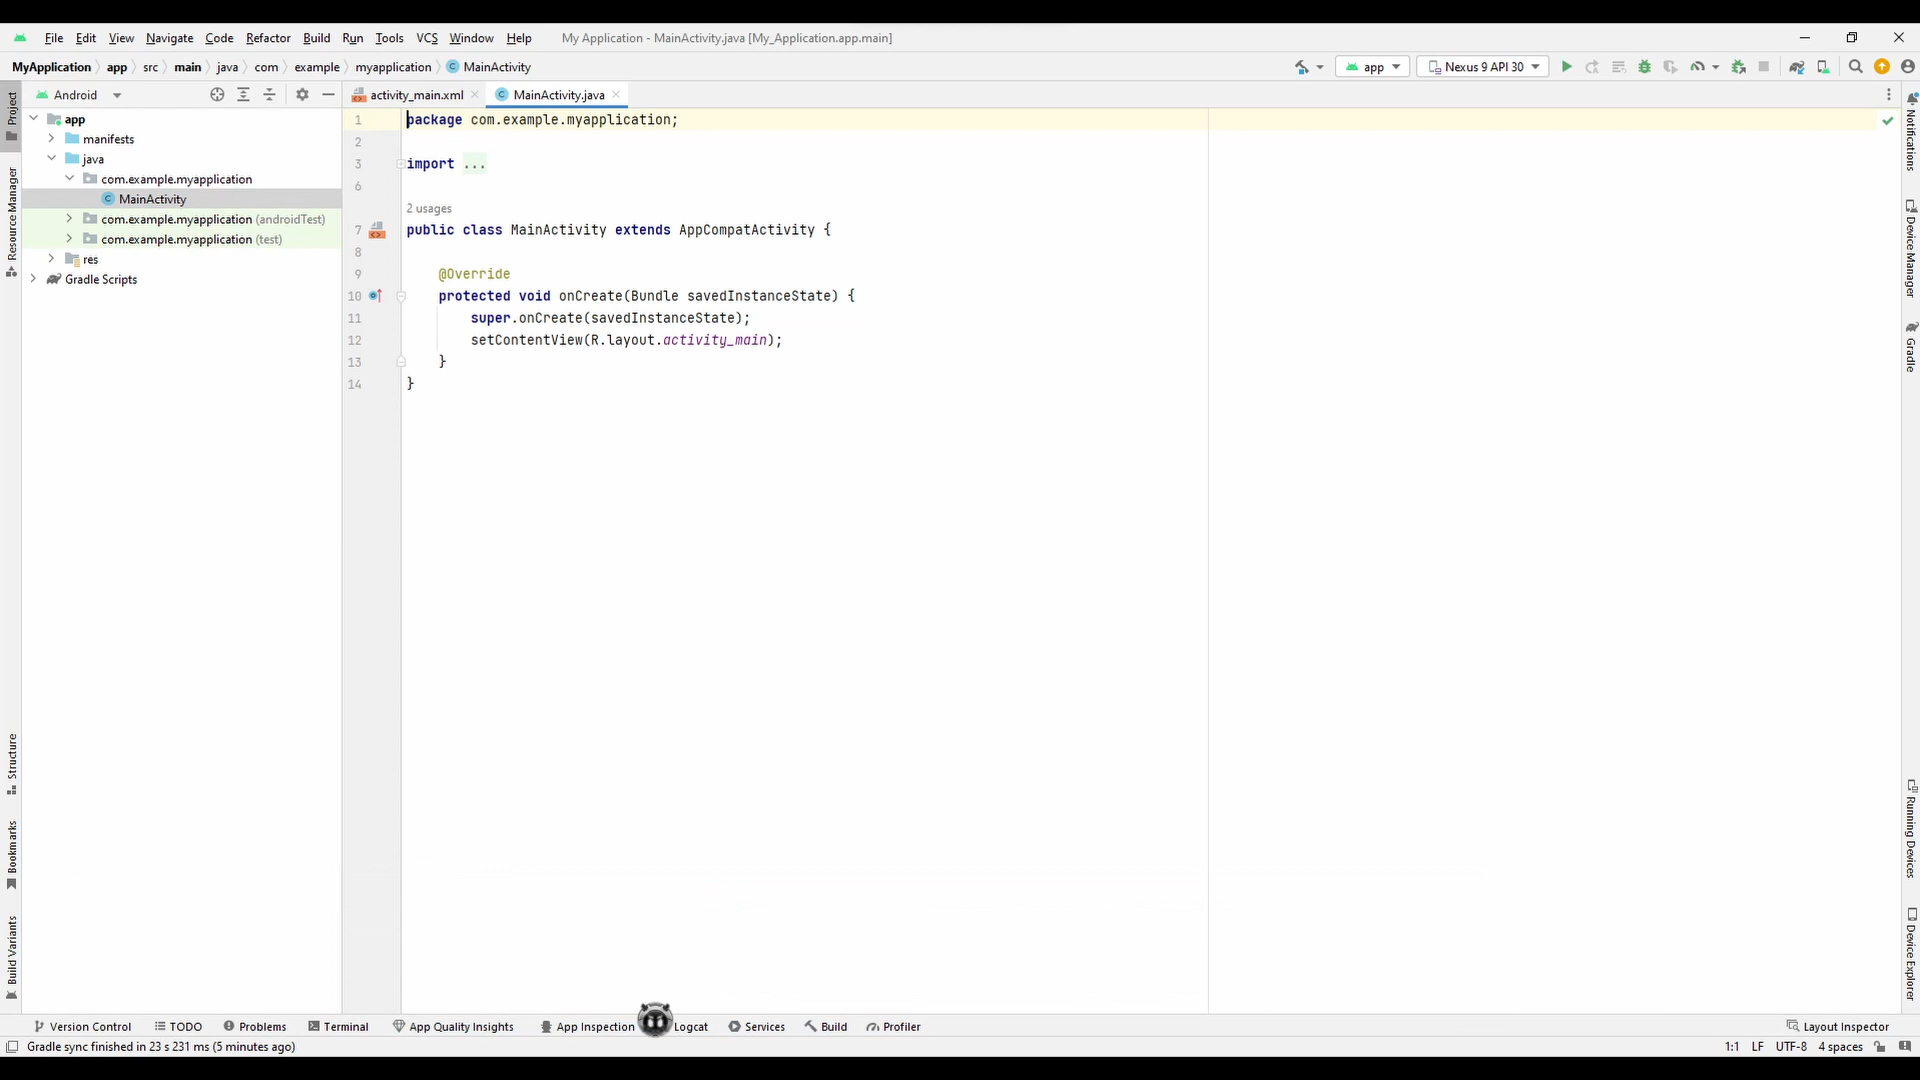 File Edit View Navigate Code Refactor Build Run Tools VCS Window Help My Application - MainActivity.java [My_Application.app.main]
MyApplication app src main java com example myapplication C MainActivity app Nexus 9 API 30
Project
Android
activity_main.xml
C MainActivity.java
app
manifests
java
com.example.myapplication
C MainActivity
com.example.myapplication (androidTest)
com.example.myapplication (test)
res
Gradle Scripts
Resource Manager
Structure
Bookmarks
Build Variants
1 package com.example.myapplication;
2
3 import ...
6
2 usages
7 public class MainActivity extends AppCompatActivity {
8
9 @Override
10 protected void onCreate(Bundle savedInstanceState) {
11 super.onCreate(savedInstanceState);
12 setContentView(R.layout.activity_main);
13 }
14 }
Notifications
Device Manager
Gradle
Running Devices
Device Explorer
Version Control TODO Problems Terminal App Quality Insights App Inspection Logcat Services Build Profiler Layout Inspector
Gradle sync finished in 23 s 231 ms (5 minutes ago) 1:1 LF UTF-8 4 spaces